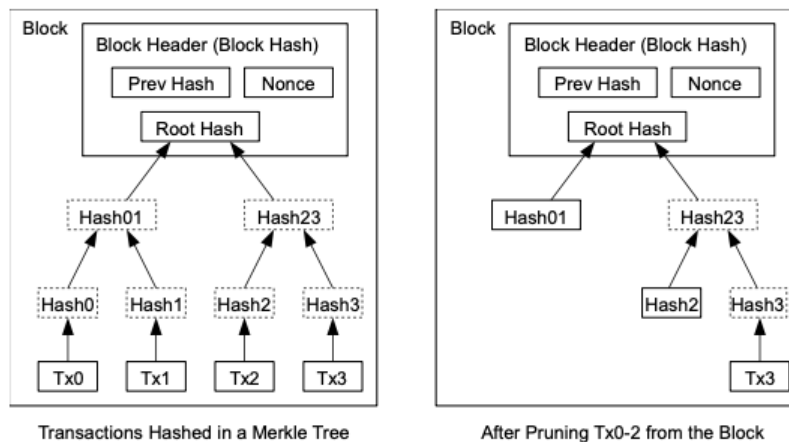 Block
Block Header (Block Hash)
Prev Hash
Nonce
Root Hash
Hash01
Hash23
Hash0
Hash1
Hash2
Hash3
Tx0
Tx1
Tx2
Tx3
Transactions Hashed in a Merkle Tree
Block
Block Header (Block Hash)
Prev Hash
Nonce
Root Hash
Hash01
Hash23
Hash2
Hash3
Tx3
After Pruning Tx0-2 from the Block